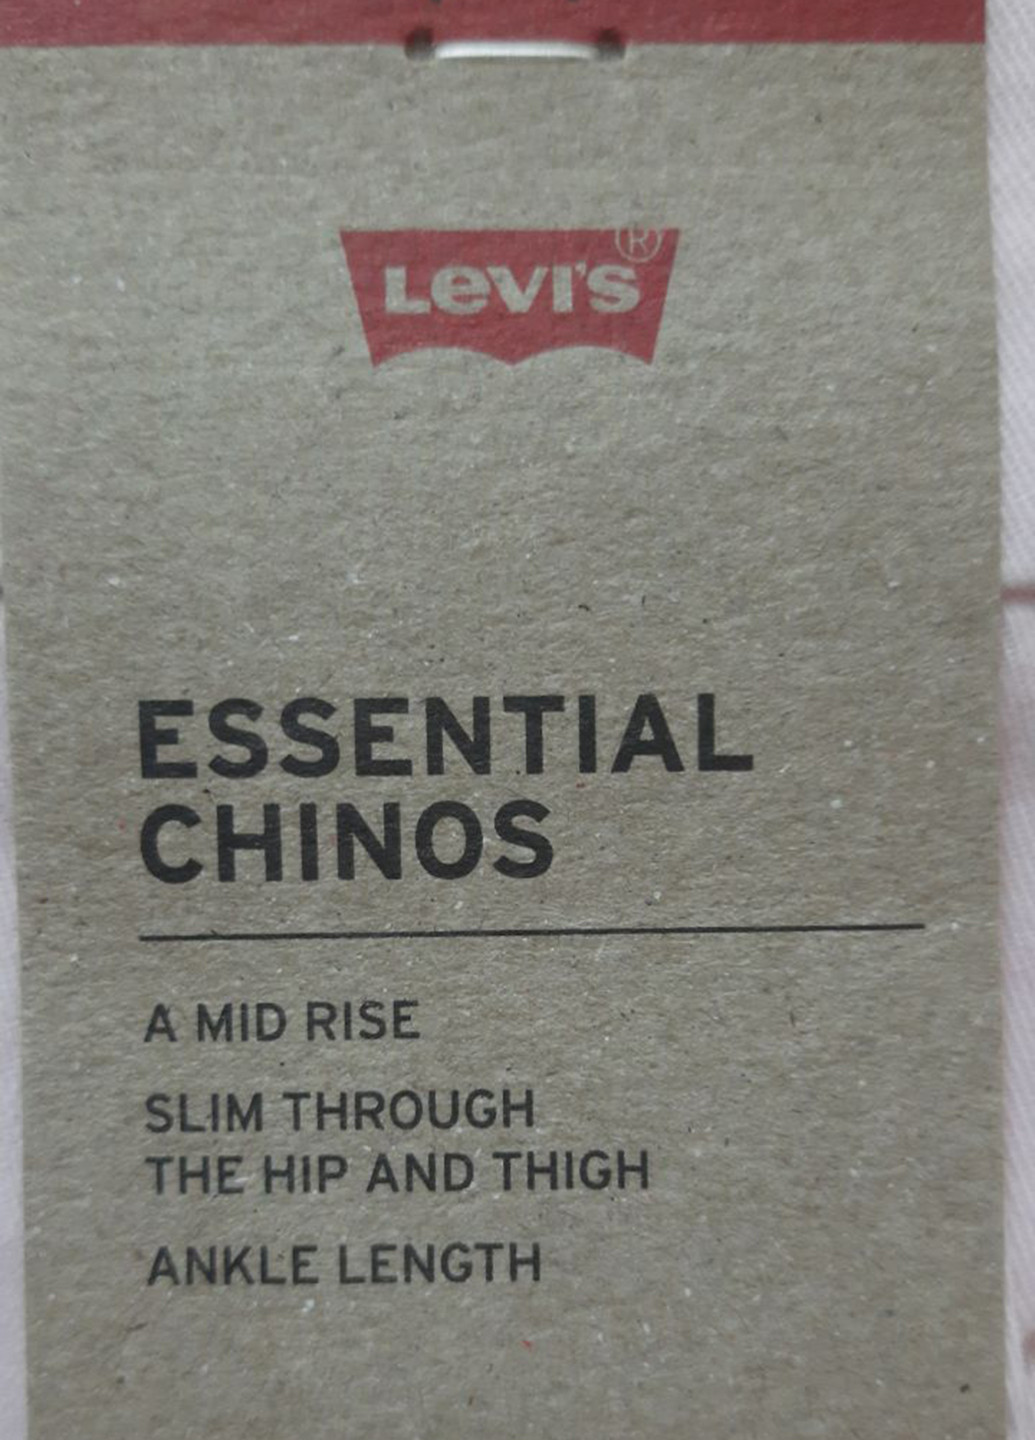 Levi's®
ESSENTIAL
CHINOS
A MID RISE
SLIM THROUGH
THE HIP AND THIGH
ANKLE LENGTH